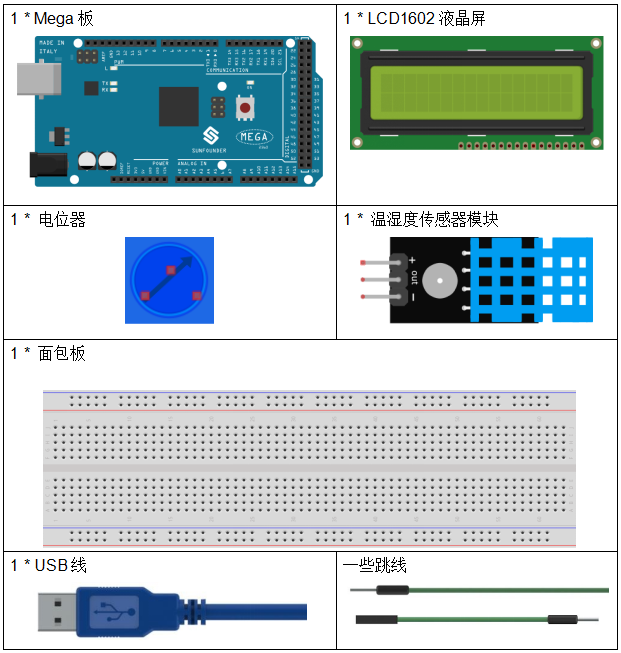 1 * Mega 板
1 * LCD1602 液晶屏
MADE IN
ITALY
PWM
L
TX
RX
COMMUNICATION
ON
MEGA
SUNFOUNDER
DIGITAL
POWER
ANALOG IN
1 * 电位器
1 * 温湿度传感器模块
+
out
−
1 * 面包板
1 * USB 线
一些跳线